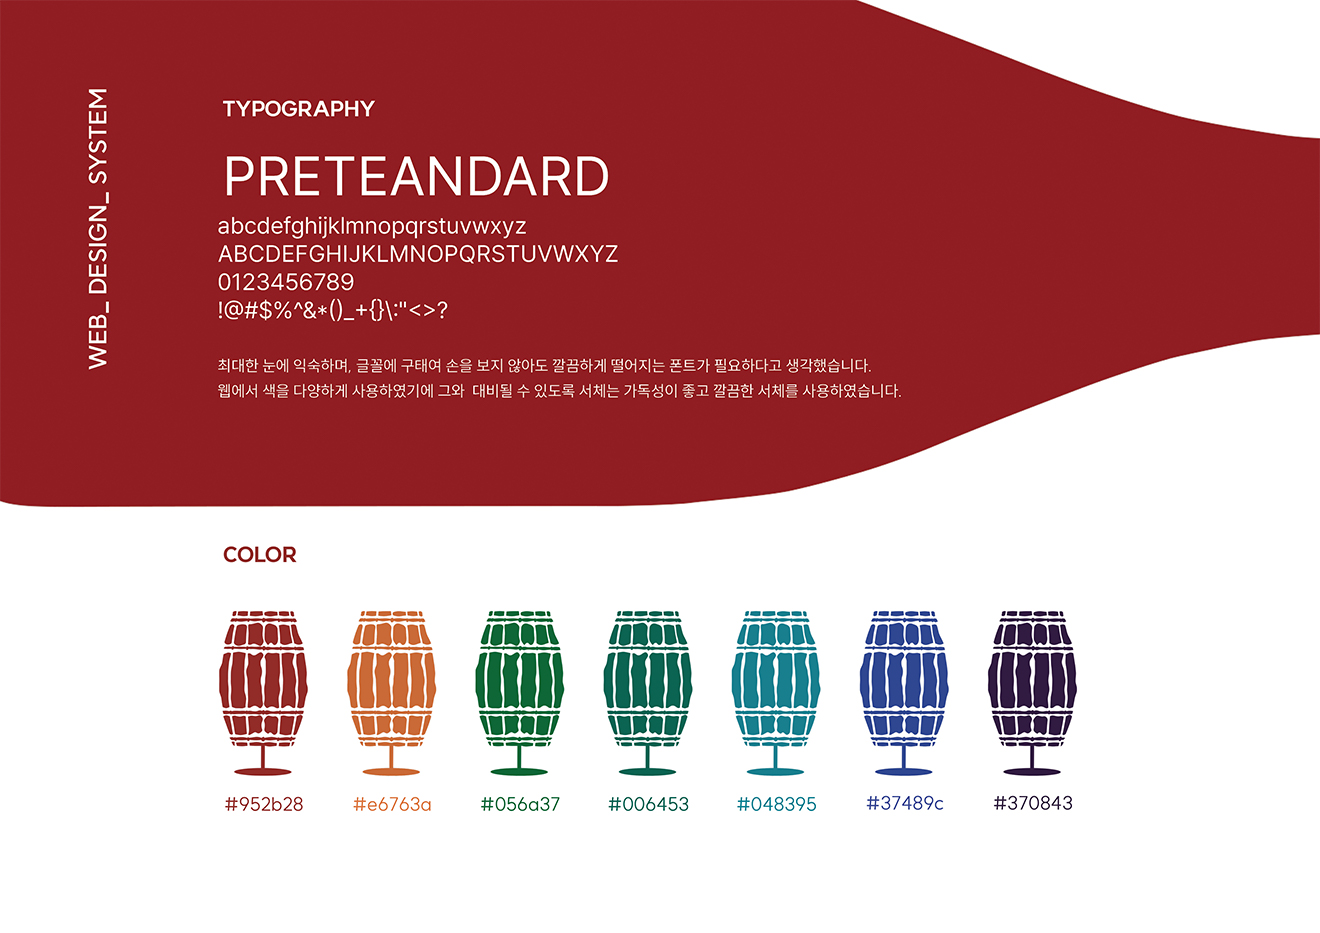 WEB_ DESIGN_ SYSTEM
TYPOGRAPHY
PRETEANDARD
abcdefghijklmnopqrstuvwxyz
ABCDEFGHIJKLMNOPQRSTUVWXYZ
0123456789
!@#$%^&*()_+{}\:"<>?
최대한 눈에 익숙하며, 글꼴에 구태여 손을 보지 않아도 깔끔하게 떨어지는 폰트가 필요하다고 생각했습니다.
웹에서 색을 다양하게 사용하였기에 그와 대비될 수 있도록 서체는 가독성이 좋고 깔끔한 서체를 사용하였습니다.
COLOR
#952b28 #e6763a #056a37 #006453 #048395 #37489c #370843